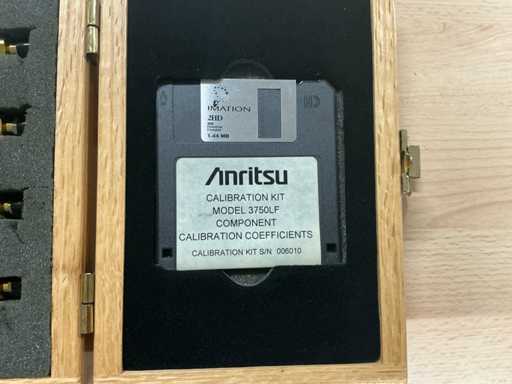 IMATION
2HD
1.44 MB
Anritsu
CALIBRATION KIT
MODEL 3750LF
COMPONENT
CALIBRATION COEFFICIENTS
CALIBRATION KIT S/N 006010